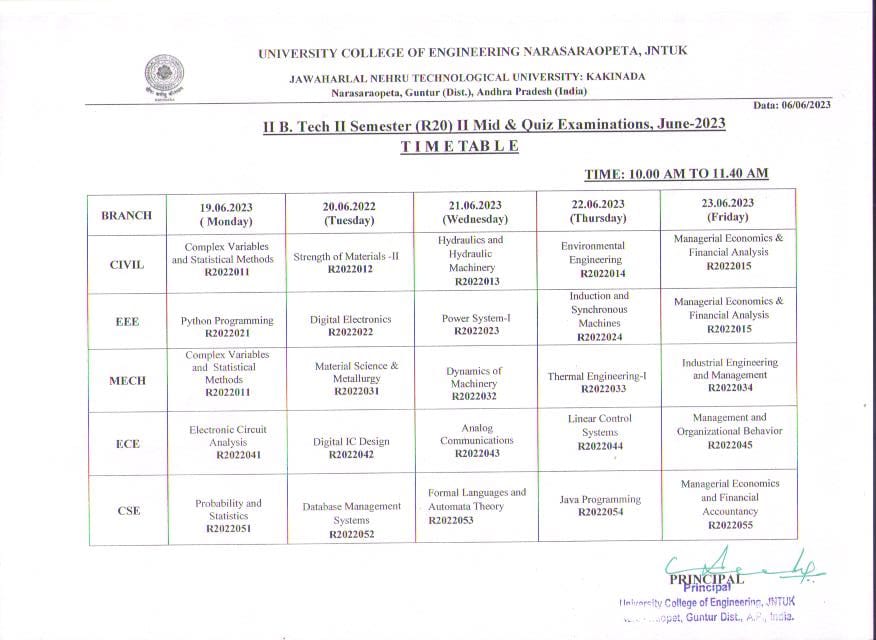 UNIVERSITY COLLEGE OF ENGINEERING NARASARAOPETA, JNTUK
JAWAHARLAL NEHRU TECHNOLOGICAL UNIVERSITY: KAKINADA
Narasaraopeta, Guntur (Dist.), Andhra Pradesh (India)
Data: 06/06/2023
II B. Tech II Semester (R20) II Mid & Quiz Examinations, June-2023
T I M E TAB L E
TIME: 10.00 AM TO 11.40 AM
BRANCH
19.06.2023
( Monday)
20.06.2022
(Tuesday)
21.06.2023
(Wednesday)
22.06.2023
(Thursday)
23.06.2023
(Friday)
CIVIL
Complex Variables
and Statistical Methods
R2022011
Strength of Materials -II
R2022012
Hydraulics and
Hydraulic
Machinery
R2022013
Environmental
Engineering
R2022014
Managerial Economics &
Financial Analysis
R2022015
EEE
Python Programming
R2022021
Digital Electronics
R2022022
Power System-I
R2022023
Induction and
Synchronous
Machines
R2022024
Managerial Economics &
Financial Analysis
R2022015
MECH
Complex Variables
and Statistical
Methods
R2022011
Material Science &
Metallurgy
R2022031
Dynamics of
Machinery
R2022032
Thermal Engineering-I
R2022033
Industrial Engineering
and Management
R2022034
ECE
Electronic Circuit
Analysis
R2022041
Digital IC Design
R2022042
Analog
Communications
R2022043
Linear Control
Systems
R2022044
Management and
Organizational Behavior
R2022045
CSE
Probability and
Statistics
R2022051
Database Management
Systems
R2022052
Formal Languages and
Automata Theory
R2022053
Java Programming
R2022054
Managerial Economics
and Financial
Accountancy
R2022055
PRINCIPAL
Principal
University College of Engineering, JNTUK
Guntur Dist., A.P., India.